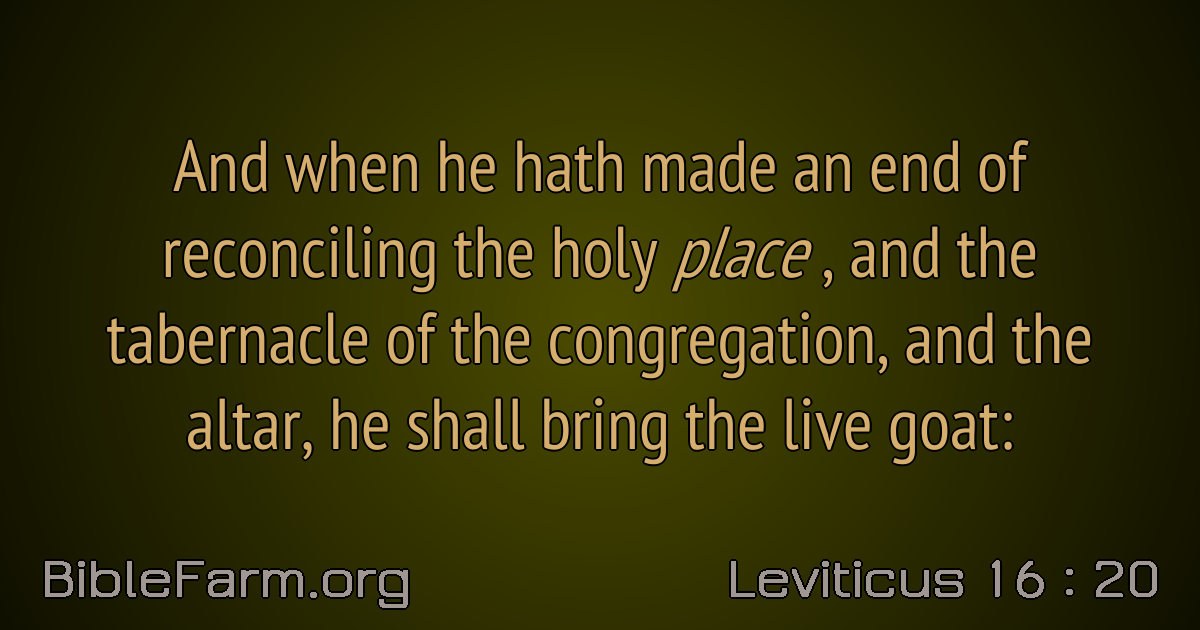 And when he hath made an end of
reconciling the holy place , and the
tabernacle of the congregation, and the
altar, he shall bring the live goat:
BibleFarm.org
Leviticus 16 : 20